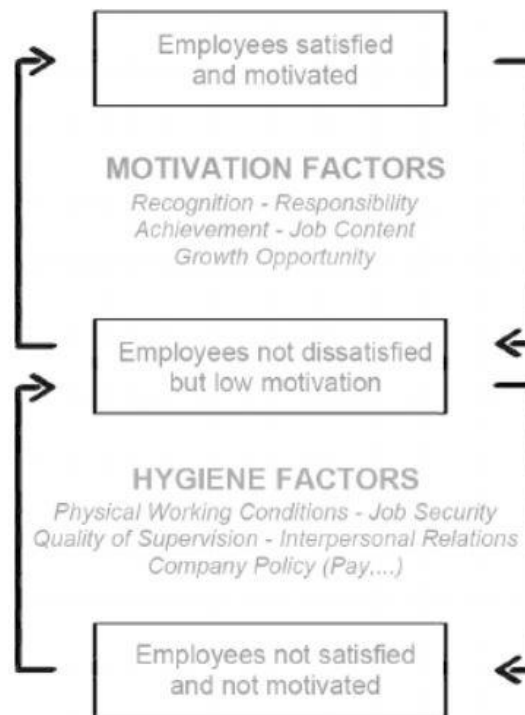 Employees satisfied
and motivated
MOTIVATION FACTORS
Recognition - Responsibility
Achievement - Job Content
Growth Opportunity
Employees not dissatisfied
but low motivation
HYGIENE FACTORS
Physical Working Conditions - Job Security
Quality of Supervision - Interpersonal Relations
Company Policy (Pay,...)
Employees not satisfied
and not motivated